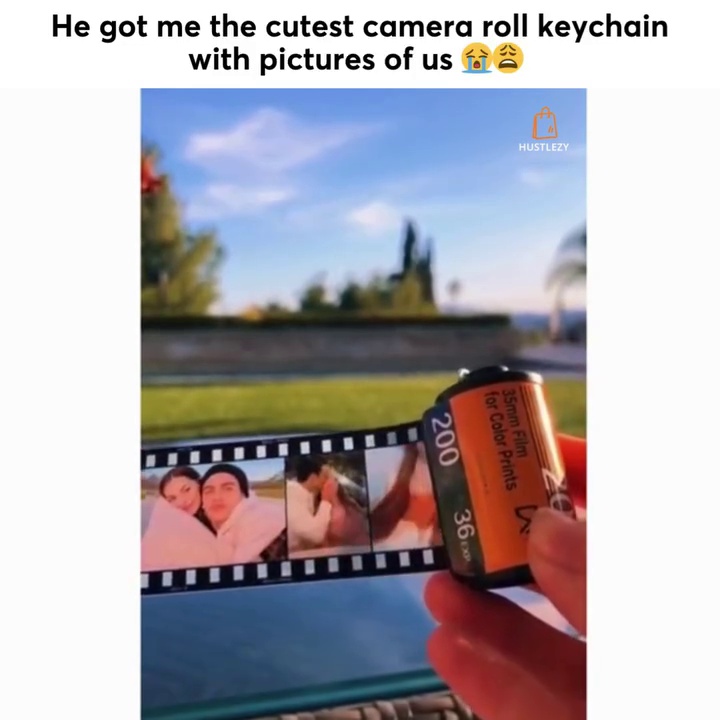 He got me the cutest camera roll keychain
with pictures of us 😭😩
HUSTLEZY
35mm Film
for Color Prints
200
36 EXP.